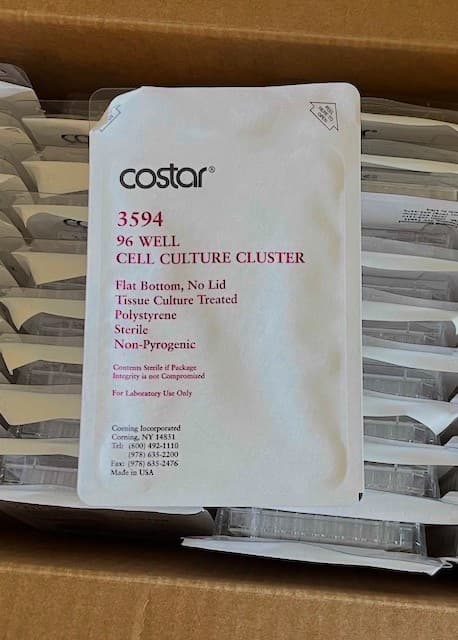 costar®
3594
96 WELL
CELL CULTURE CLUSTER
Flat Bottom, No Lid
Tissue Culture Treated
Polystyrene
Sterile
Non-Pyrogenic
Contents Sterile if Package
Integrity is not Compromized
For Laboratory Use Only
Corning Incorporated
Corning, NY 14831
Tel: (800) 492-1110
(978) 635-2200
Fax: (978) 635-2476
Made in USA